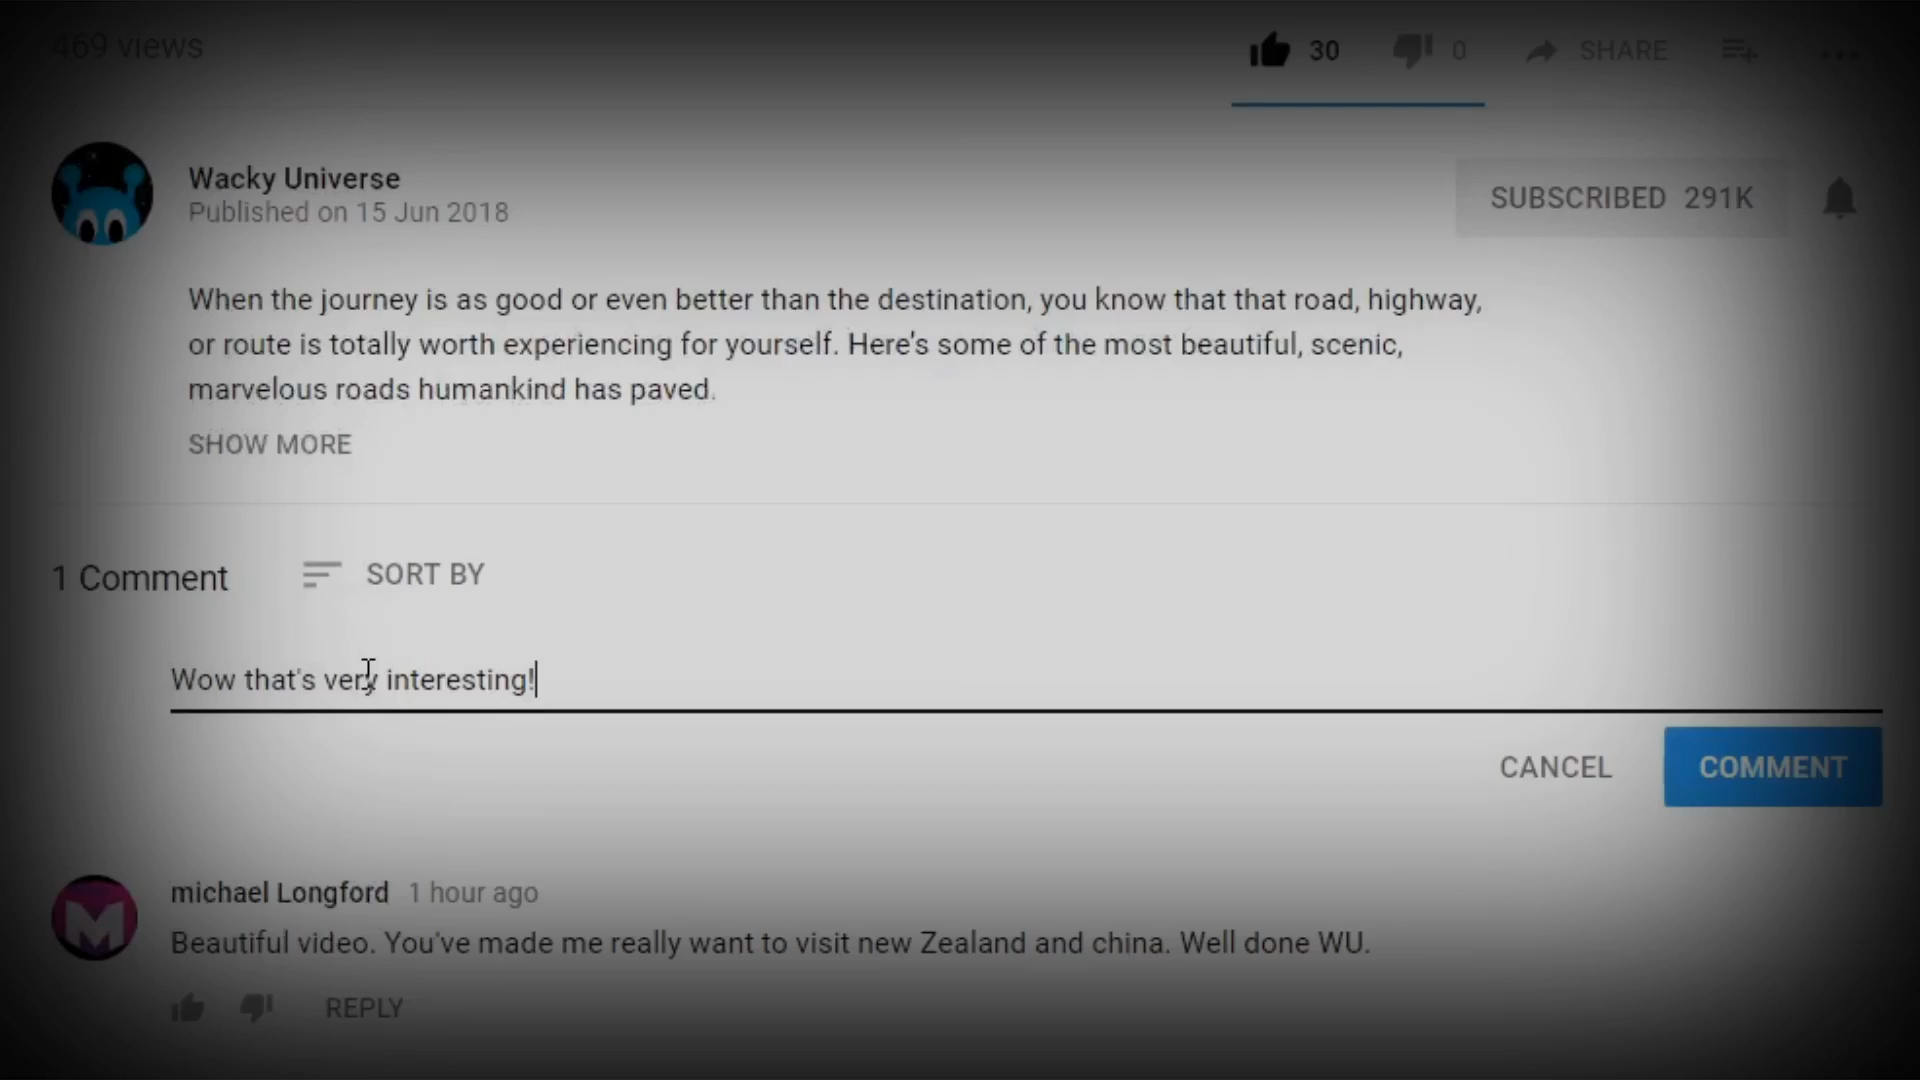 469 views
30
0
SHARE
Wacky Universe
Published on 15 Jun 2018
SUBSCRIBED 291K
When the journey is as good or even better than the destination, you know that that road, highway,
or route is totally worth experiencing for yourself. Here's some of the most beautiful, scenic,
marvelous roads humankind has paved.
SHOW MORE
1 Comment
SORT BY
Wow that's very interesting!
CANCEL
COMMENT
M
michael Longford 1 hour ago
Beautiful video. You've made me really want to visit new Zealand and china. Well done WU.
REPLY